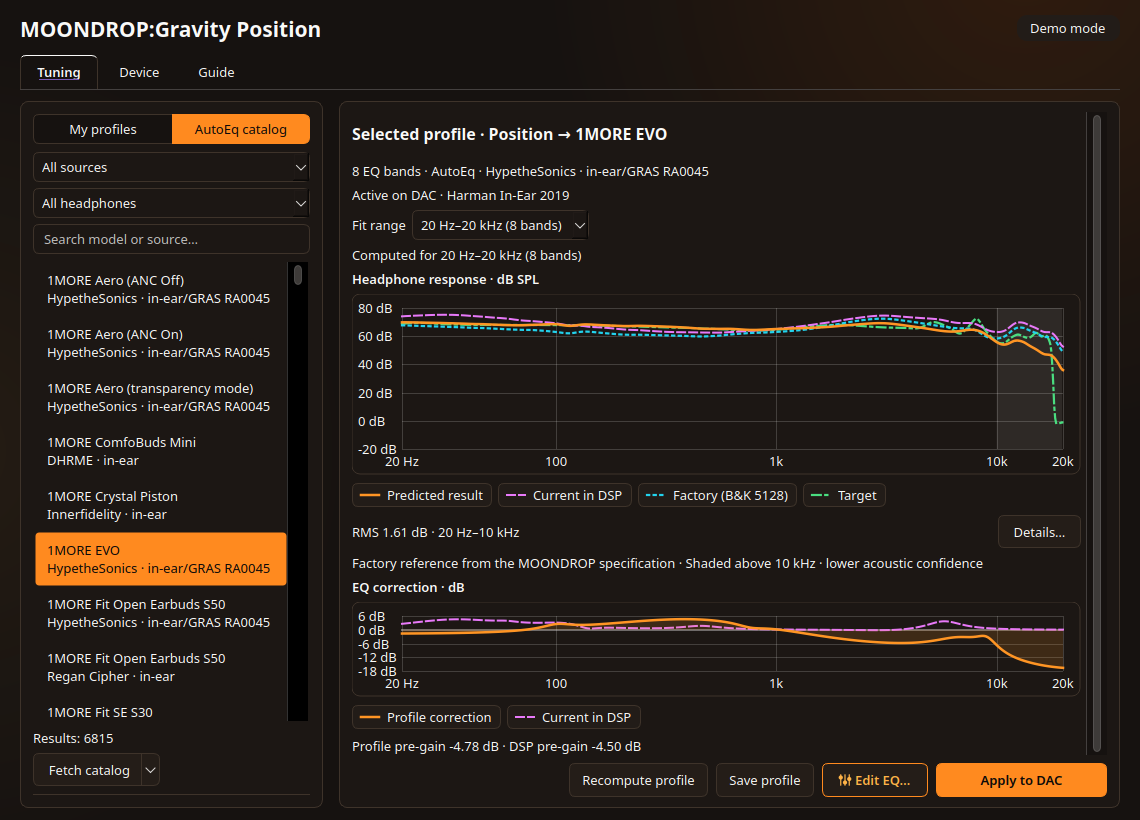 MOONDROP:Gravity Position
Demo mode
Tuning
Device
Guide
My profiles
AutoEq catalog
All sources
All headphones
Search model or source...
1MORE Aero (ANC Off)
HypetheSonics · in-ear/GRAS RA0045
1MORE Aero (ANC On)
HypetheSonics · in-ear/GRAS RA0045
1MORE Aero (transparency mode)
HypetheSonics · in-ear/GRAS RA0045
1MORE ComfoBuds Mini
DHRME · in-ear
1MORE Crystal Piston
Innerfidelity · in-ear
1MORE EVO
HypetheSonics · in-ear/GRAS RA0045
1MORE Fit Open Earbuds S50
HypetheSonics · in-ear/GRAS RA0045
1MORE Fit Open Earbuds S50
Regan Cipher · in-ear
1MORE Fit SE S30
Results: 6815
Fetch catalog
Selected profile · Position → 1MORE EVO
8 EQ bands · AutoEq · HypetheSonics · in-ear/GRAS RA0045
Active on DAC · Harman In-Ear 2019
Fit range
20 Hz–20 kHz (8 bands)
Computed for 20 Hz–20 kHz (8 bands)
Headphone response · dB SPL
80 dB
60 dB
40 dB
20 dB
0 dB
-20 dB
20 Hz
100
1k
10k
20k
Predicted result
Current in DSP
Factory (B&K 5128)
Target
RMS 1.61 dB · 20 Hz–10 kHz
Details...
Factory reference from the MOONDROP specification · Shaded above 10 kHz · lower acoustic confidence
EQ correction · dB
6 dB
0 dB
-6 dB
-12 dB
-18 dB
20 Hz
100
1k
10k
20k
Profile correction
Current in DSP
Profile pre-gain -4.78 dB · DSP pre-gain -4.50 dB
Recompute profile
Save profile
Edit EQ...
Apply to DAC